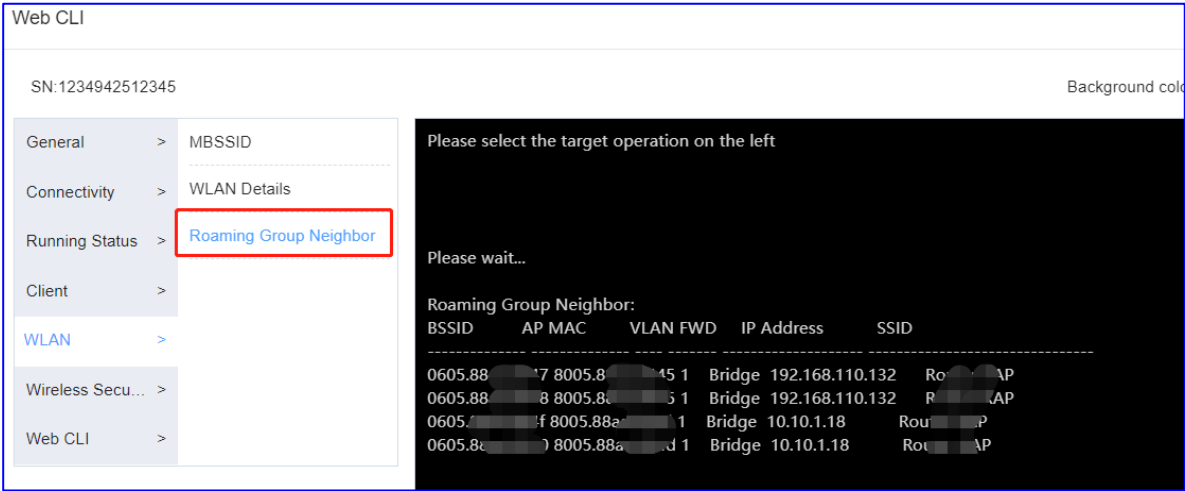 Web CLI
SN:1234942512345
Background
General >
Connectivity >
Running Status >
Client >
WLAN >
Wireless Secu... >
Web CLI >
MBSSID
WLAN Details
Roaming Group Neighbor
Please select the target operation on the left
Please wait...
Roaming Group Neighbor:
BSSID AP MAC VLAN FWD IP Address SSID
--------------- --------------- ---- ------- --------------------- ---------------------------------
1 Bridge 192.168.110.132
1 Bridge 192.168.110.132
1 Bridge 10.10.1.18
1 Bridge 10.10.1.18